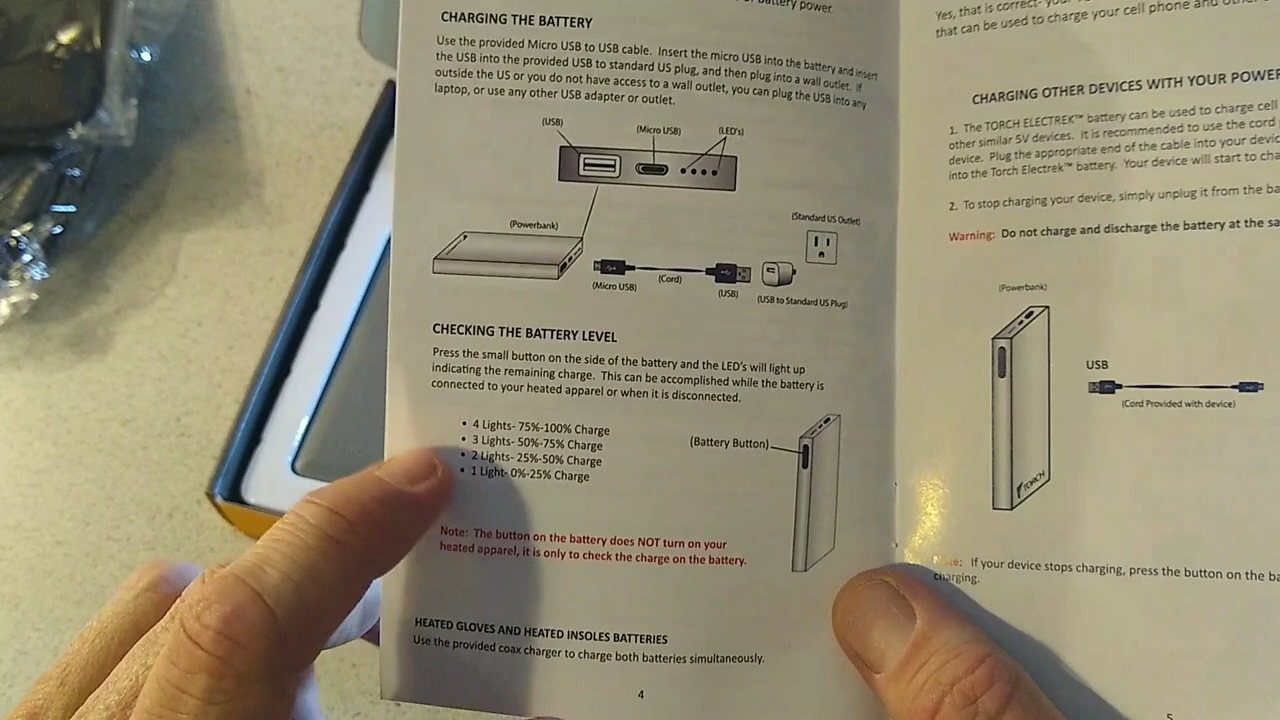 battery power.
CHARGING THE BATTERY
Use the provided Micro USB to USB cable. Insert the micro USB into the battery and insert
the USB into the provided USB to standard US plug, and then plug into a wall outlet. If
outside the US or you do not have access to a wall outlet, you can plug the USB into any
laptop, or use any other USB adapter or outlet.
(USB)
(Micro USB)
(LED's)
(Powerbank)
(Standard US Outlet)
(Micro USB)
(Cord)
(USB)
(USB to Standard US Plug)
CHECKING THE BATTERY LEVEL
Press the small button on the side of the battery and the LED's will light up
indicating the remaining charge. This can be accomplished while the battery is
connected to your heated apparel or when it is disconnected.
• 4 Lights- 75%-100% Charge
• 3 Lights- 50%-75% Charge
• 2 Lights- 25%-50% Charge
• 1 Light- 0%-25% Charge
(Battery Button)
Note: The button on the battery does NOT turn on your
heated apparel, it is only to check the charge on the battery.
HEATED GLOVES AND HEATED INSOLES BATTERIES
Use the provided coax charger to charge both batteries simultaneously.
4
Yes, that is correct- your
that can be used to charge your cell phone and
CHARGING OTHER DEVICES WITH YOUR POWER
1. The TORCH ELECTREK™ battery can be used to charge cell
other similar 5V devices. It is recommended to use the cord
device. Plug the appropriate end of the cable into your
into the Torch Electrek™ battery. Your device will start to
2. To stop charging your device, simply unplug it from the
Warning: Do not charge and discharge the battery at the
(Powerbank)
USB
(Cord Provided with device)
TORCH
Note: If your device stops charging, press the button on the
charging.
5